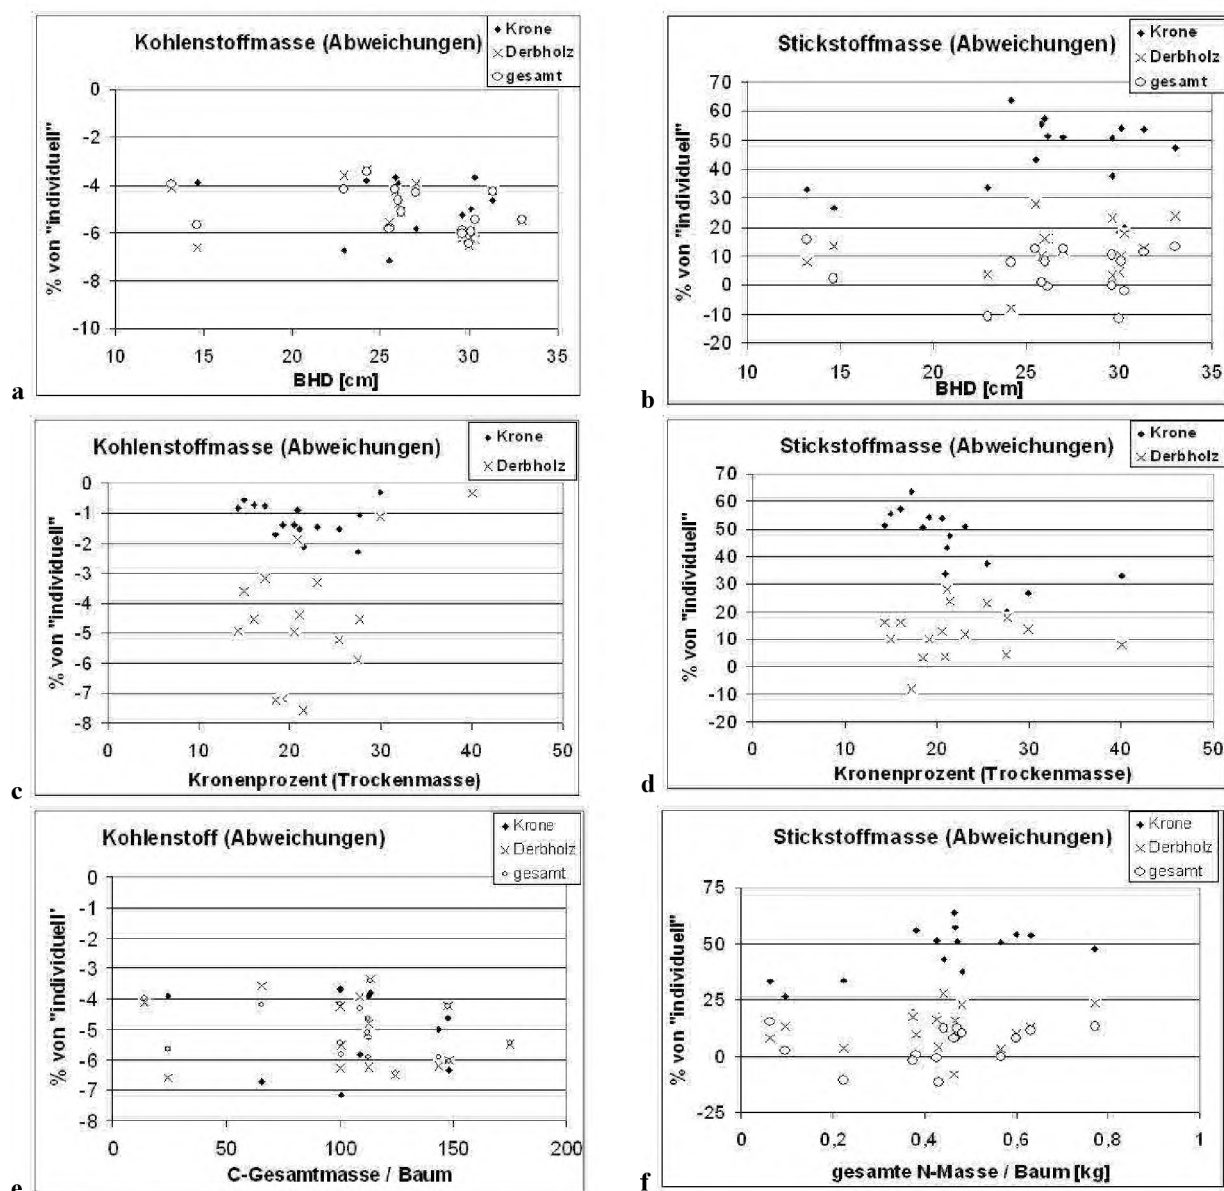 Kohlenstoffmasse (Abweichungen)
Krone
Derbholz
gesamt
% von "individuell"
0
-2
-4
-6
-8
-10
10 15 20 25 30 35
BHD [cm]
a
Stickstoffmasse (Abweichungen)
Krone
Derbholz
gesamt
% von "individuell"
70
60
50
40
30
20
10
0
-10
-20
10 15 20 25 30 35
BHD [cm]
b
Kohlenstoffmasse (Abweichungen)
Krone
Derbholz
% von "individuell"
0
-1
-2
-3
-4
-5
-6
-7
-8
0 10 20 30 40 50
Kronenprozent (Trockenmasse)
c
Stickstoffmasse (Abweichungen)
Krone
Derbholz
% von "individuell"
70
60
50
40
30
20
10
0
-10
-20
0 10 20 30 40 50
Kronenprozent (Trockenmasse)
d
Kohlenstoff (Abweichungen)
Krone
Derbholz
gesamt
% von "individuell'
0
-1
-2
-3
-4
-5
-6
-7
-8
0 50 100 150 200
C-Gesamtmasse / Baum
e
Stickstoffmasse (Abweichungen)
Krone
Derbholz
gesamt
% von "individuell"
75
50
25
0
-25
0 0,2 0,4 0,6 0,8 1
gesamte N-Masse / Baum [kg]
f